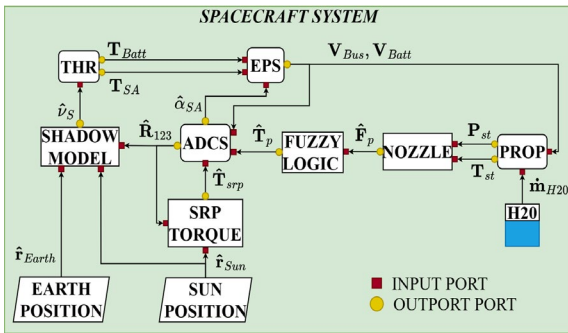 SPACECRAFT SYSTEM
T_Batt
V_Bus, V_Batt
THR
EPS
T_SA
α̂_SA
ν̂_S
R̂_123
T̂_p
F̂_p
P_st
SHADOW
MODEL
ADCS
FUZZY
LOGIC
NOZZLE
PROP
T_st
T̂_srp
ṁ_H20
SRP
TORQUE
H20
r̂_Earth
r̂_Sun
EARTH
POSITION
SUN
POSITION
INPUT PORT
OUTPORT PORT